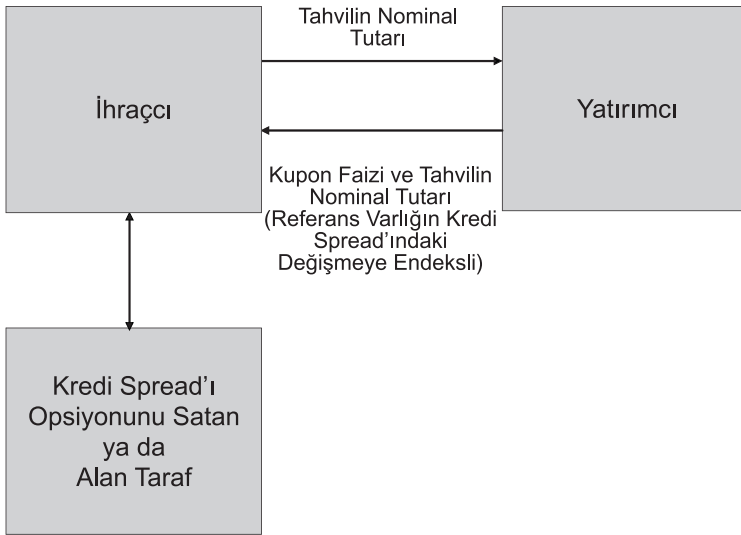 Tahvilin Nominal
Tutarı
İhraçcı
Yatırımcı
Kupon Faizi ve Tahvilin
Nominal Tutarı
(Referans Varlığın Kredi
Spread’ındaki
Değişmeye Endeksli)
Kredi Spread’ı
Opsiyonunu Satan
ya da
Alan Taraf